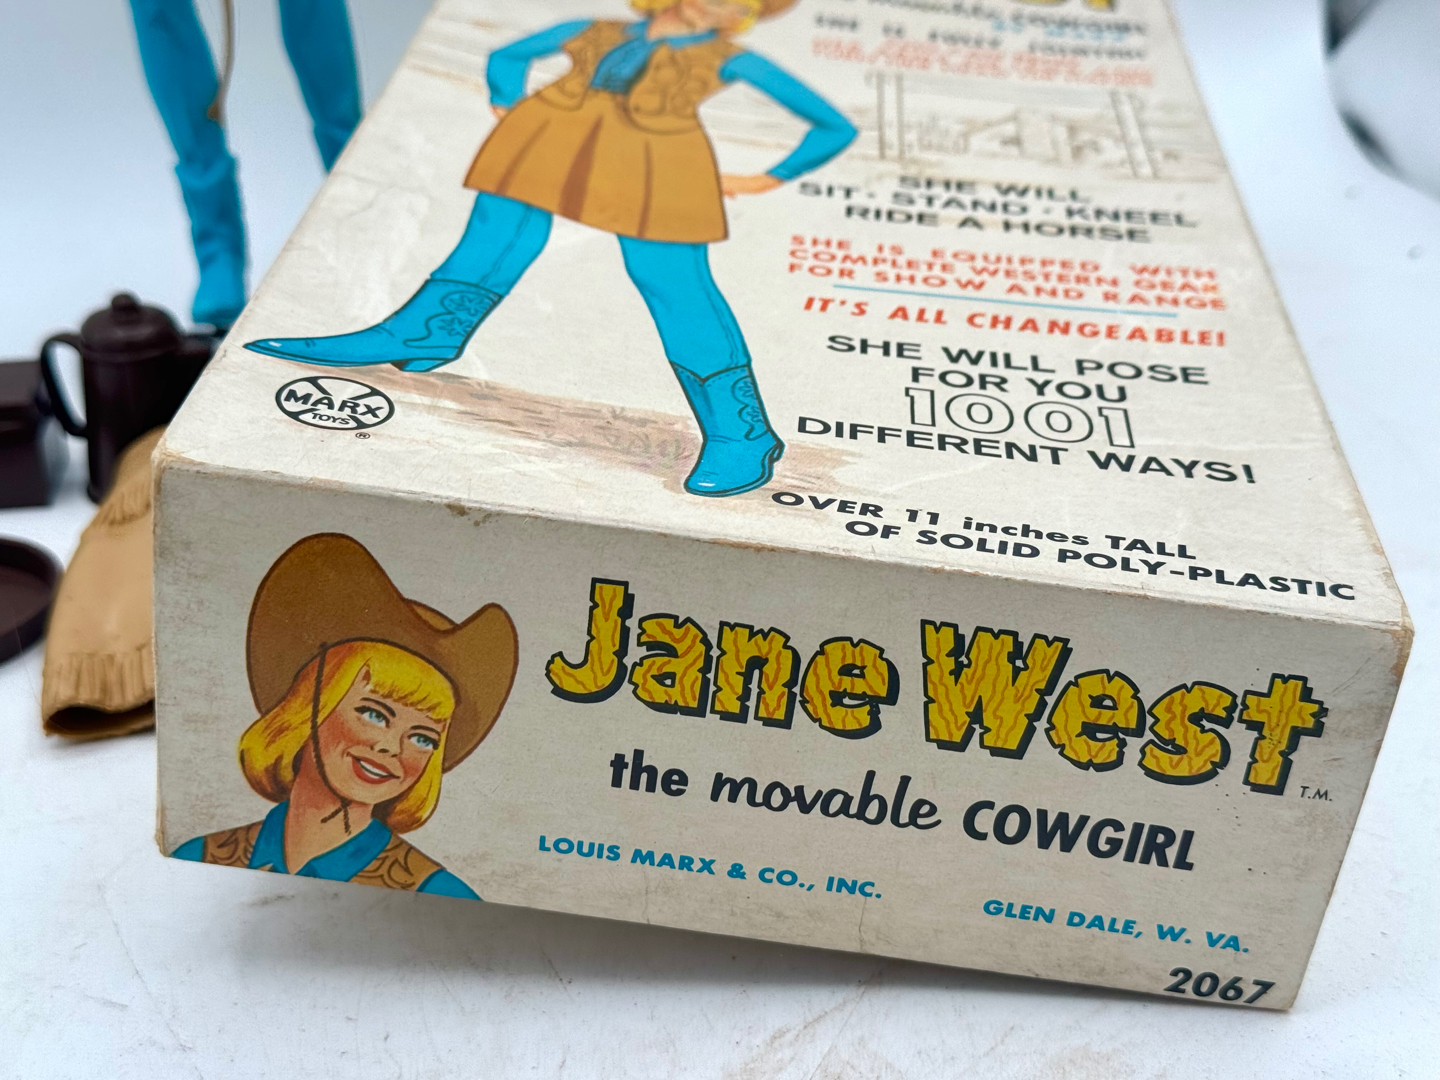 COWGIRL
SHE WILL
SIT · STAND · KNEEL
RIDE A HORSE
SHE IS EQUIPPED WITH
COMPLETE WESTERN GEAR
FOR SHOW AND RANGE
IT'S ALL CHANGEABLE!
SHE WILL POSE
FOR YOU
1001
DIFFERENT WAYS!
OVER 11 inches TALL
OF SOLID POLY-PLASTIC
MARX
TOYS
®
Jane West T.M.
the movable COWGIRL
LOUIS MARX & CO., INC.
GLEN DALE, W. VA.
2067